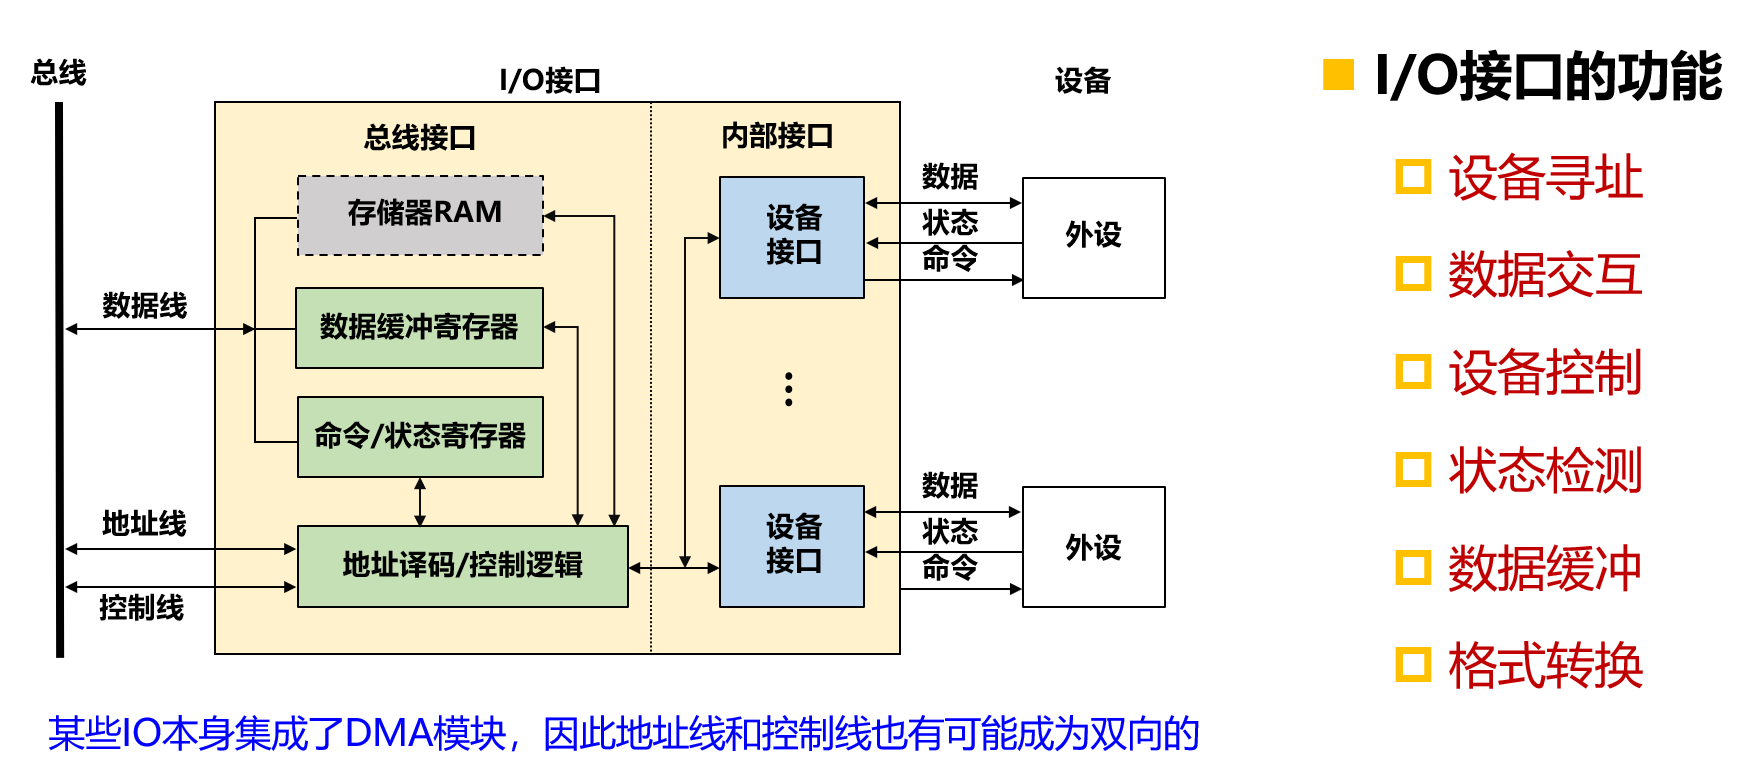 总线
I/O接口
设备
总线接口
内部接口
存储器RAM
数据缓冲寄存器
命令/状态寄存器
地址译码/控制逻辑
数据线
地址线
控制线
设备
接口
数据
状态
命令
外设
⋮
设备
接口
数据
状态
命令
外设
某些IO本身集成了DMA模块，因此地址线和控制线也有可能成为双向的
I/O接口的功能
设备寻址
数据交互
设备控制
状态检测
数据缓冲
格式转换